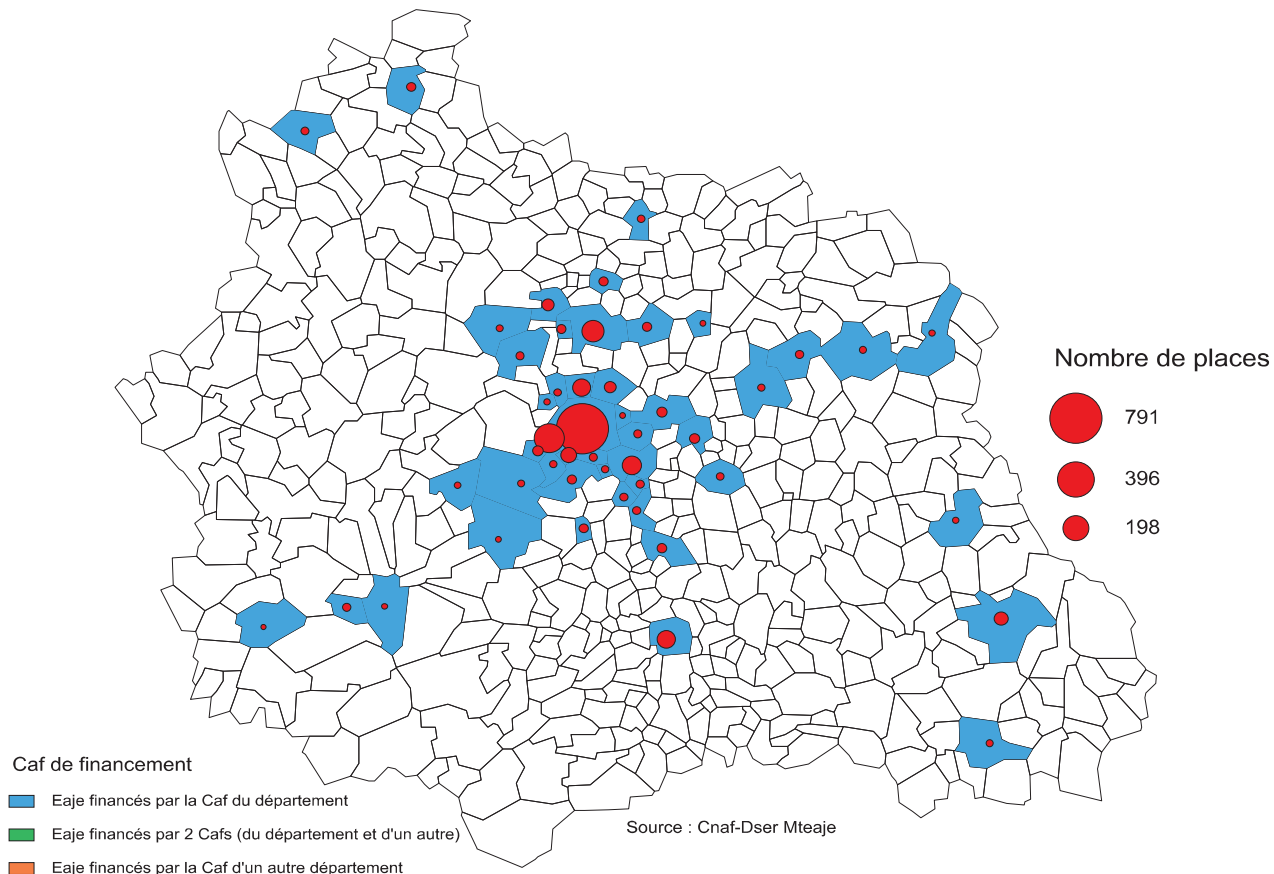 Nombre de places
791
396
198
Caf de financement
Eaje financés par la Caf du département
Eaje financés par 2 Cafs (du département et d'un autre)
Eaje financés par la Caf d'un autre département
Source : Cnaf-Dser Mteaje